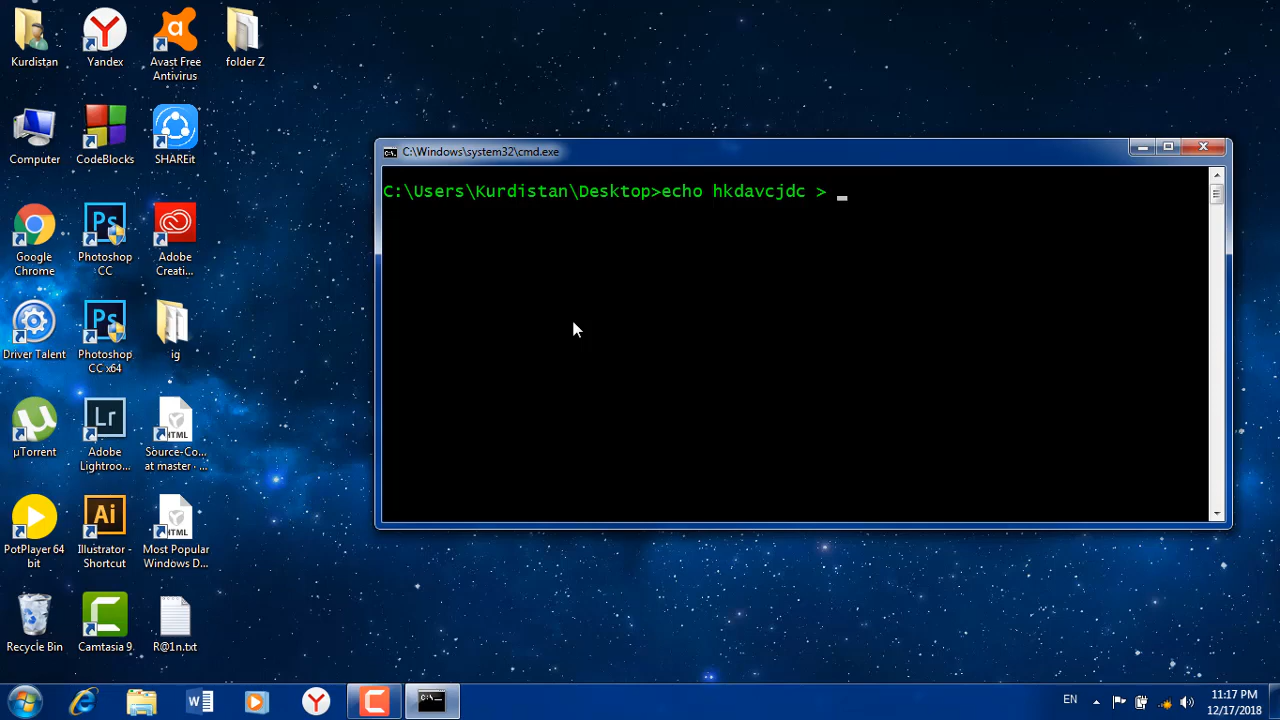 Kurdistan
Yandex
Avast Free
Antivirus
folder Z
Computer
CodeBlocks
SHAREit
Google
Chrome
Photoshop
CC
Adobe
Creati...
Driver Talent
Photoshop
CC x64
ig
µTorrent
Adobe
Lightroo...
Source-Co...
at master · ...
PotPlayer 64
bit
Illustrator -
Shortcut
Most Popular
Windows D...
Recycle Bin
Camtasia 9
R@1n.txt
C:\Windows\system32\cmd.exe
C:\Users\Kurdistan\Desktop>echo hkdavcjdc >
EN
11:17 PM
12/17/2018